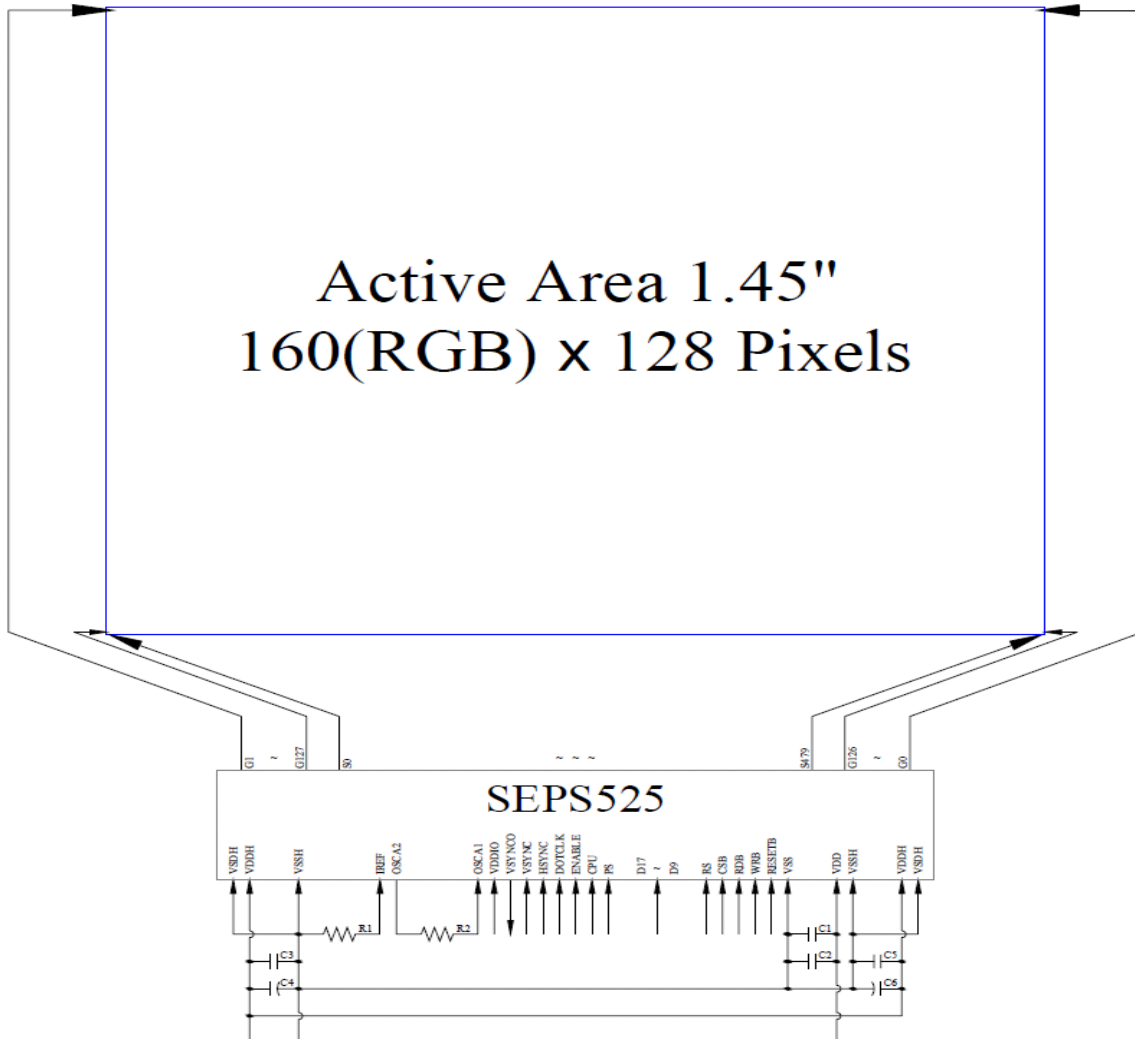 Active Area 1.45"
160(RGB) x 128 Pixels
G1 ~ G127 S0 ~ ~ ~ S479 G126 ~ G0
SEPS525
VSDH VDDH VSSH IREF OSCA2 OSCA1 VDDIO VSYNCO VSYNC HSYNC DOTCLK ENABLE CPU PS D17 ~ D9 RS CSB RDB WRB RESETB VSS VDD VSSH VDDH VSDH
R1 R2 C1
C3 C2 C5
C4 C6